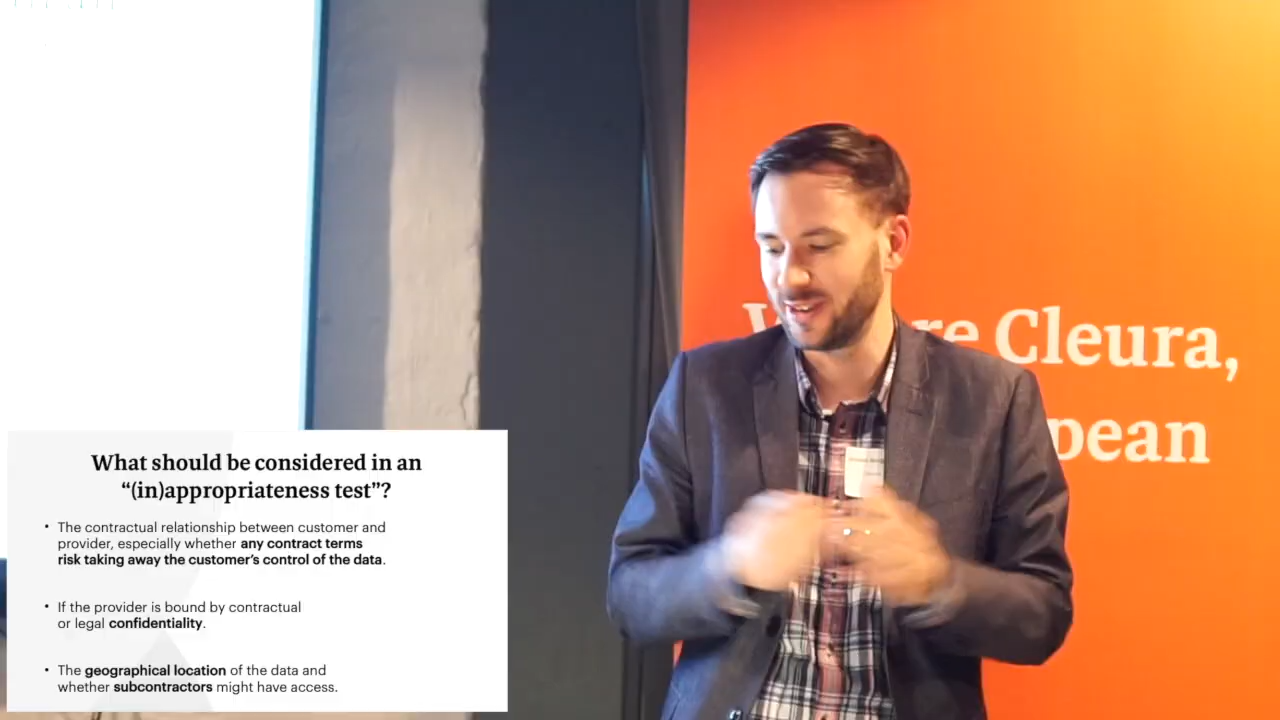 What should be considered in an
“(in)appropriateness test”?
• The contractual relationship between customer and
provider, especially whether any contract terms
risk taking away the customer’s control of the data.
• If the provider is bound by contractual
or legal confidentiality.
• The geographical location of the data and
whether subcontractors might have access.
Cleura,